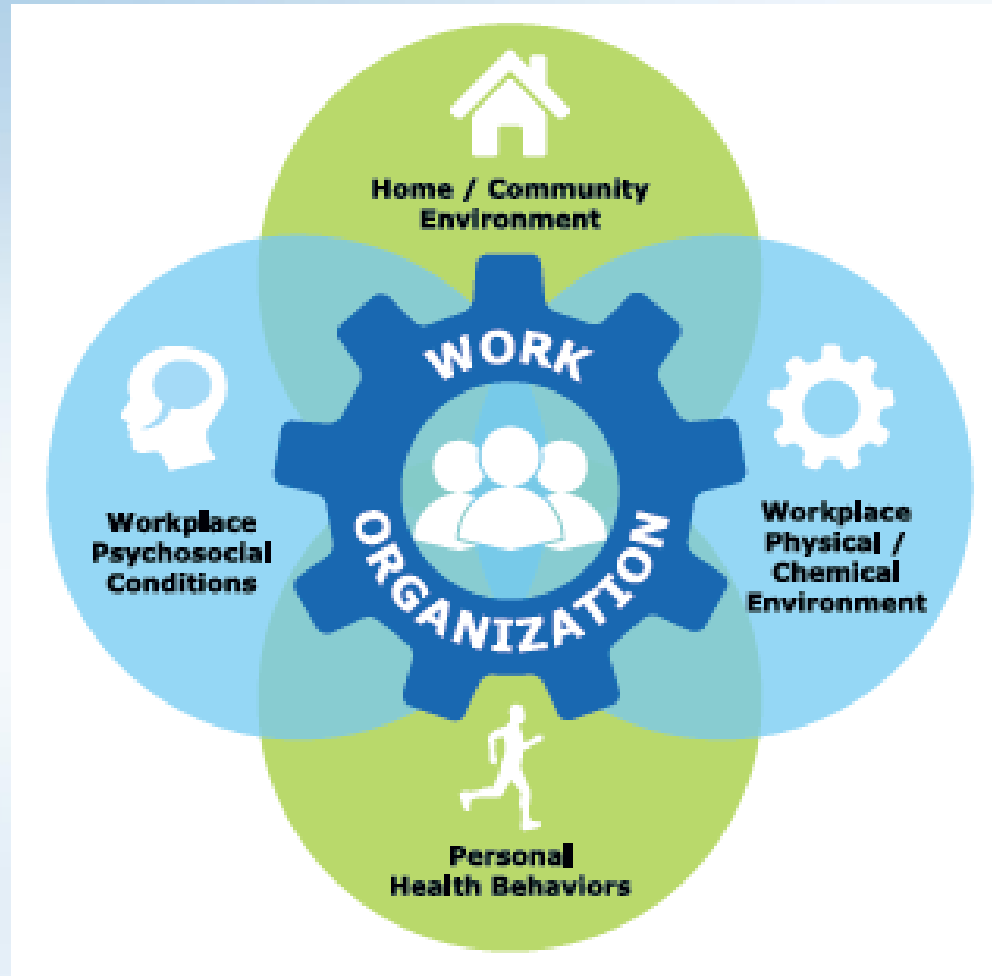 Home / Community
Environment
WORK
ORGANIZATION
Workplace
Psychosocial
Conditions
Workplace
Physical /
Chemical
Environment
Personal
Health Behaviors